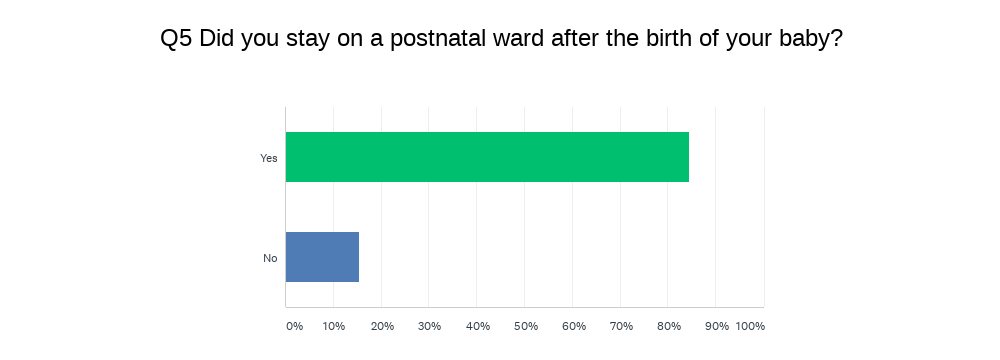 Q5 Did you stay on a postnatal ward after the birth of your baby?
Yes
No
0% 10% 20% 30% 40% 50% 60% 70% 80% 90% 100%